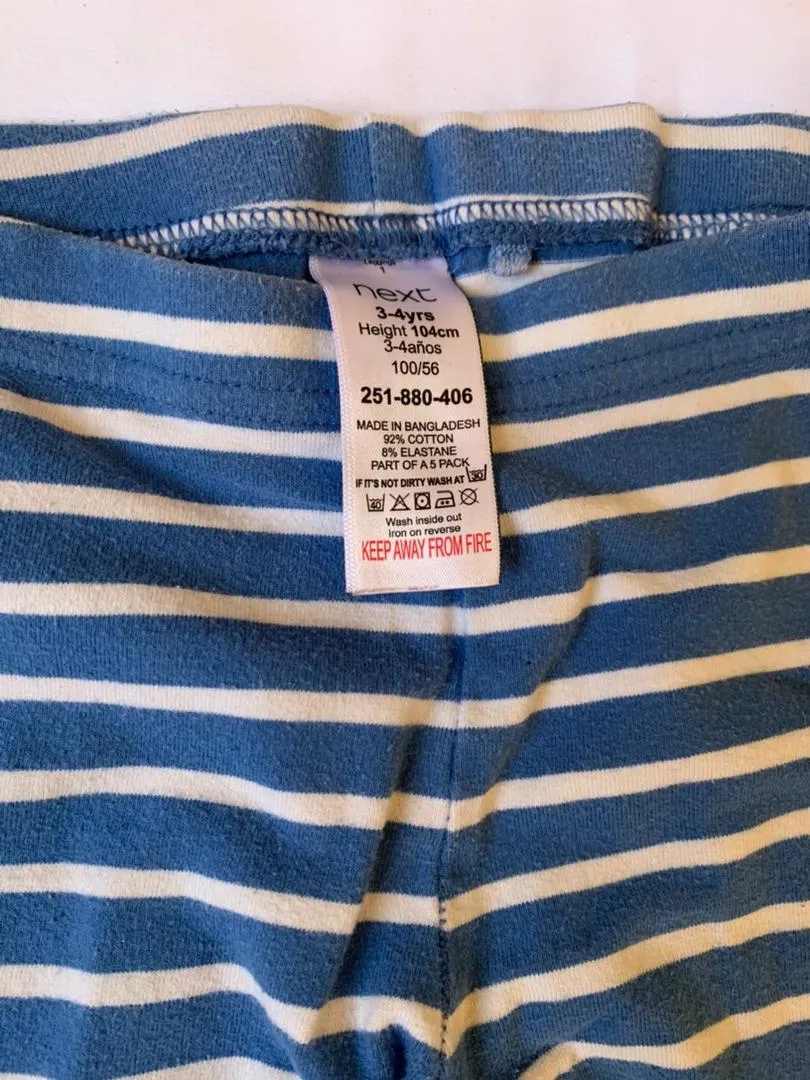 Leggings
1
next
3-4yrs
Height 104cm
3-4años
100/56
251-880-406
MADE IN BANGLADESH
92% COTTON
8% ELASTANE
PART OF A 5 PACK
IF IT'S NOT DIRTY WASH AT 30
40
Wash inside out
iron on reverse
KEEP AWAY FROM FIRE